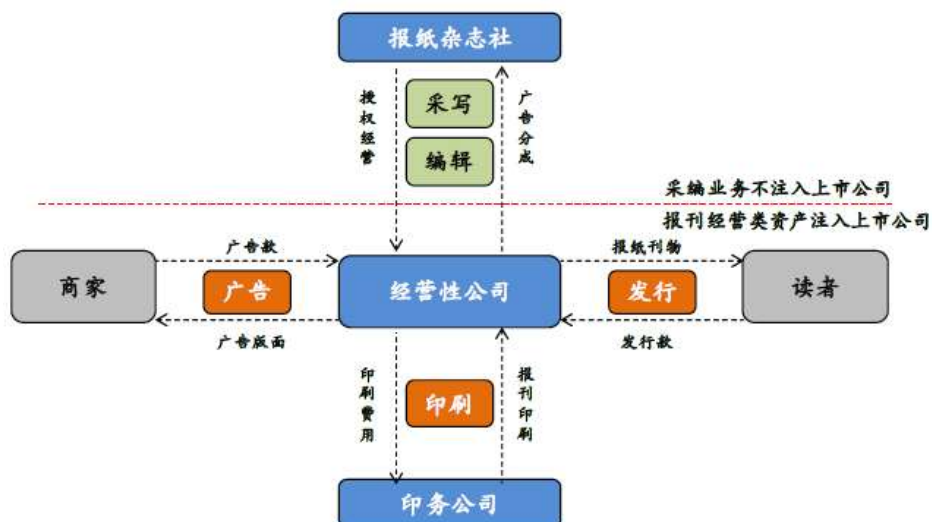 报纸杂志社
授权经营
采写
广告分成
编辑
采编业务不注入上市公司
报刊经营类资产注入上市公司
广告款
报纸刊物
商家
广告
经营性公司
发行
读者
广告版面
发行款
印刷费用
印刷
报刊印刷
印务公司